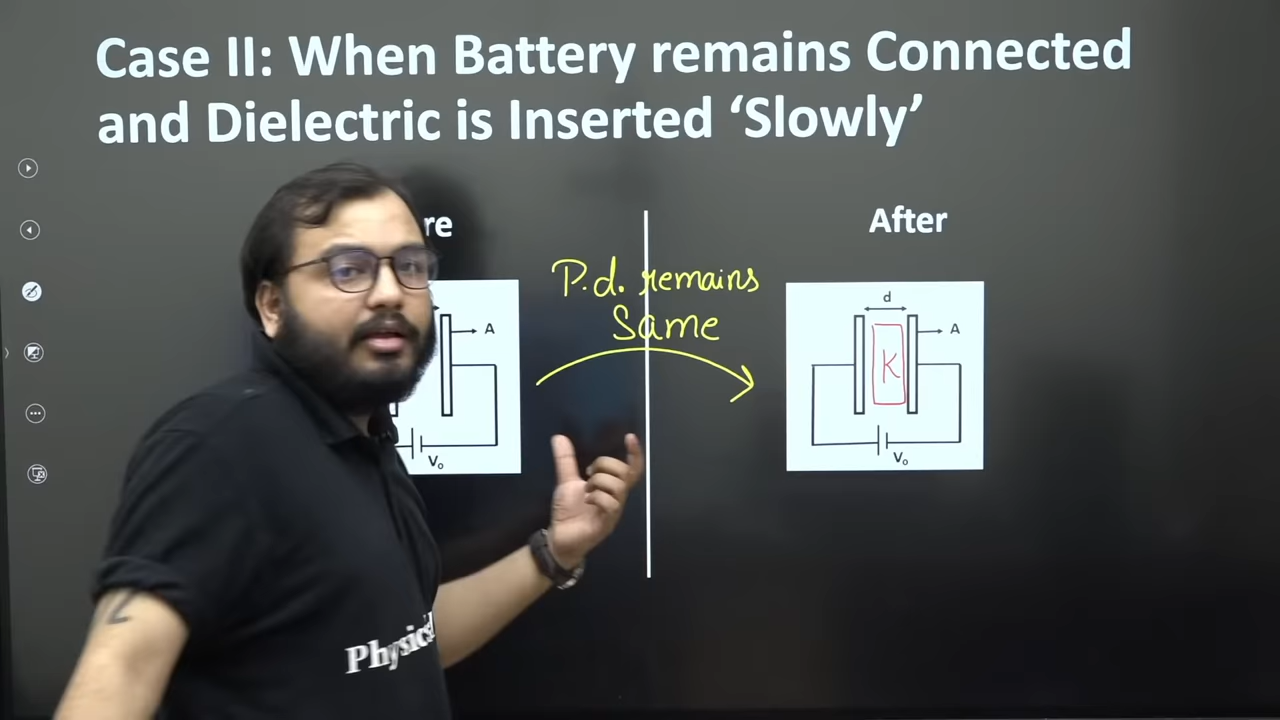 Case II: When Battery remains Connected
and Dielectric is Inserted ‘Slowly’
re
After
P.d. remains
Same
A
V₀
d
A
K
V₀
Physics